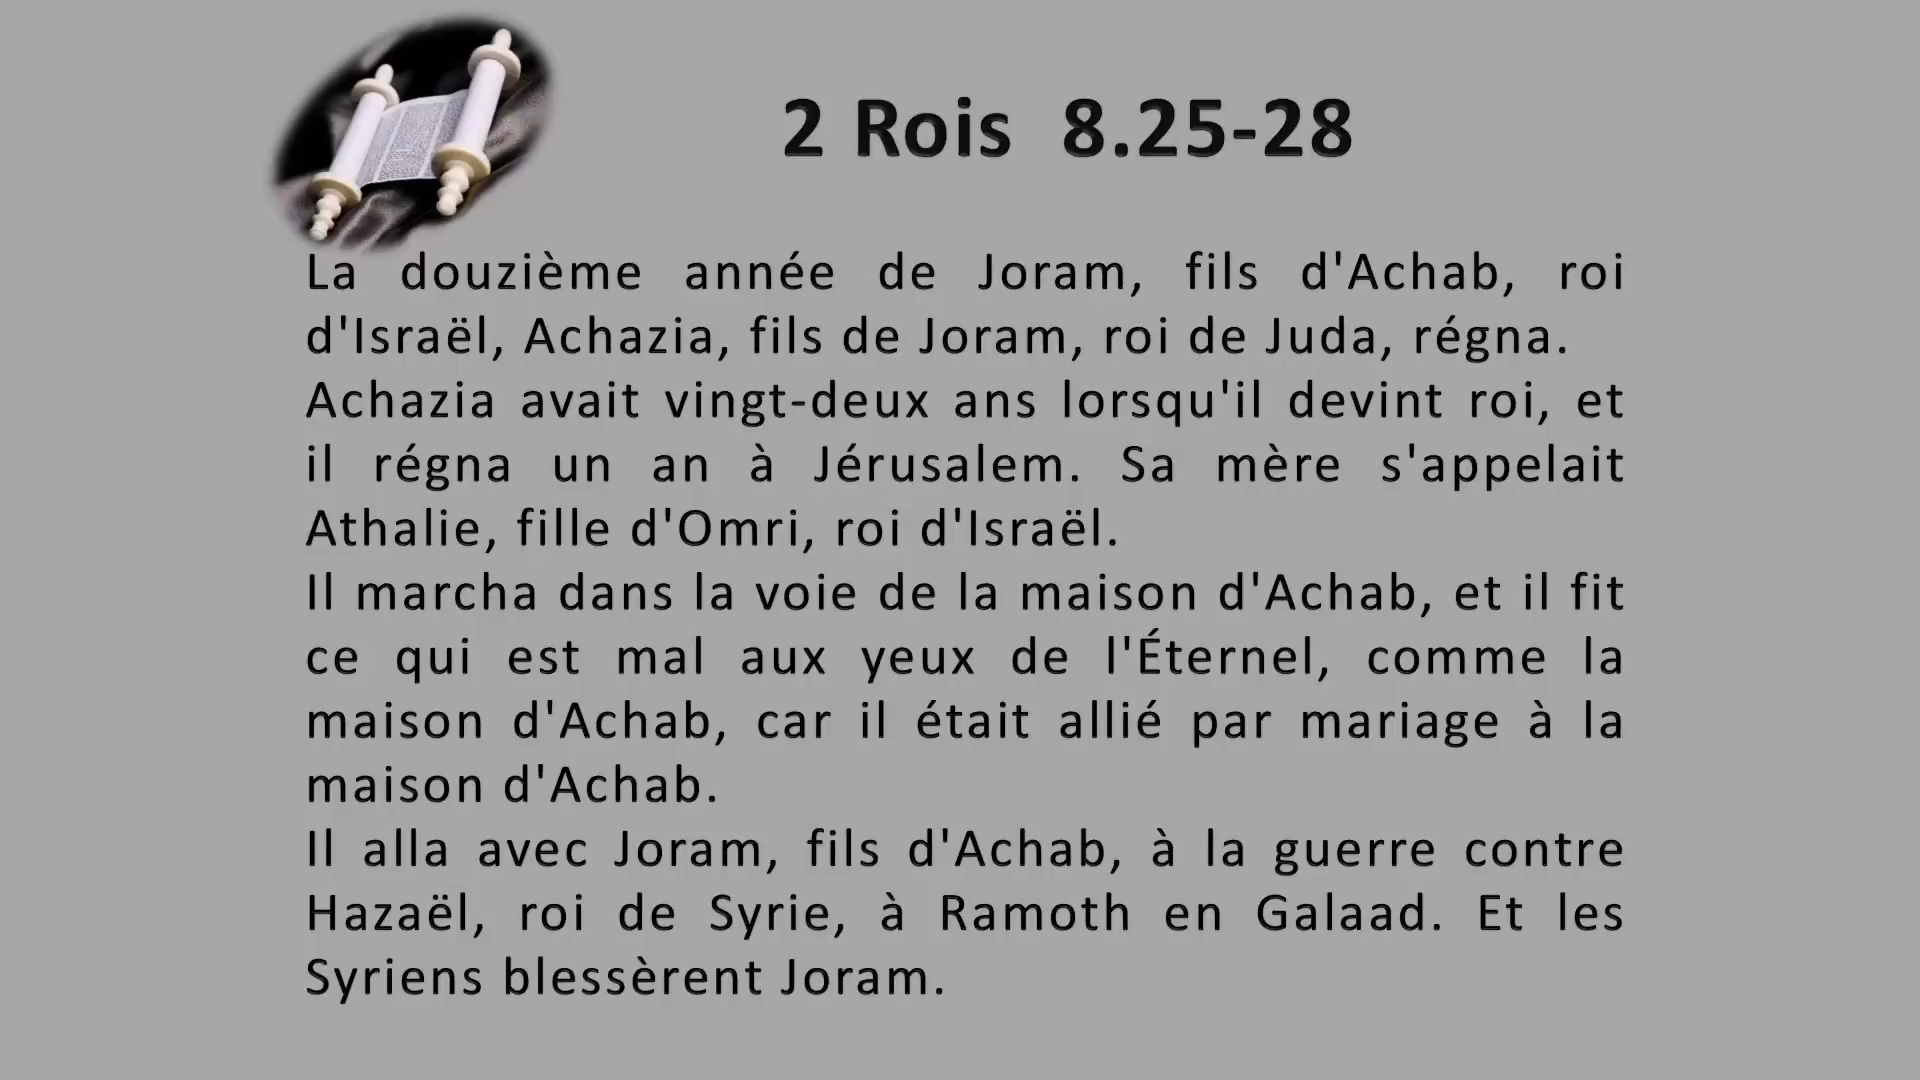 2 Rois 8.25-28
La douzième année de Joram, fils d'Achab, roi
d'Israël, Achazia, fils de Joram, roi de Juda, régna.
Achazia avait vingt-deux ans lorsqu'il devint roi, et
il régna un an à Jérusalem. Sa mère s'appelait
Athalie, fille d'Omri, roi d'Israël.
Il marcha dans la voie de la maison d'Achab, et il fit
ce qui est mal aux yeux de l'Éternel, comme la
maison d'Achab, car il était allié par mariage à la
maison d'Achab.
Il alla avec Joram, fils d'Achab, à la guerre contre
Hazaël, roi de Syrie, à Ramoth en Galaad. Et les
Syriens blessèrent Joram.